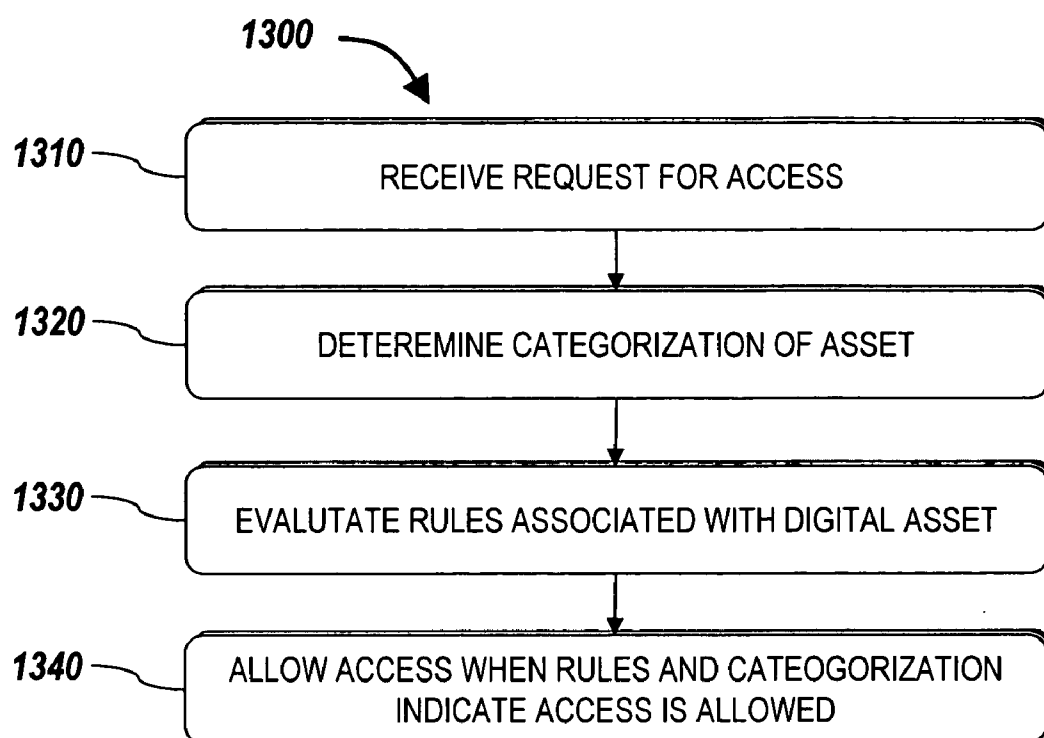 1300
1310
RECEIVE REQUEST FOR ACCESS
1320
DETEREMINE CATEGORIZATION OF ASSET
1330
EVALUTATE RULES ASSOCIATED WITH DIGITAL ASSET
1340
ALLOW ACCESS WHEN RULES AND CATEOGORIZATION
INDICATE ACCESS IS ALLOWED